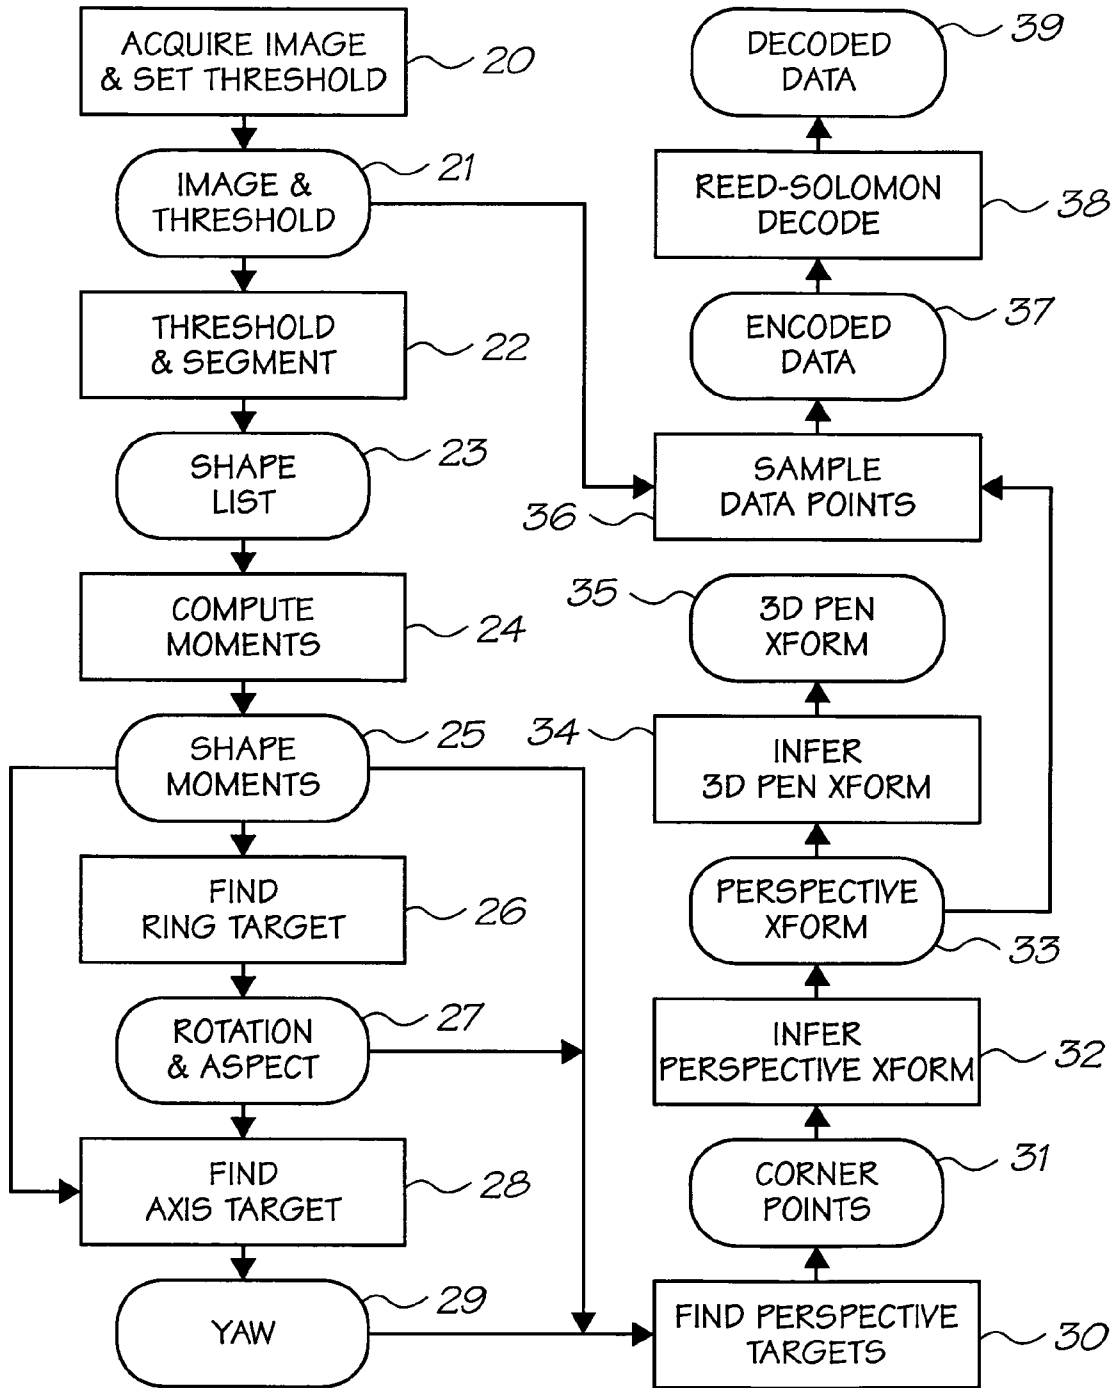 ACQUIRE IMAGE
& SET THRESHOLD
20
IMAGE &
THRESHOLD
21
THRESHOLD
& SEGMENT
22
SHAPE
LIST
23
COMPUTE
MOMENTS
24
SHAPE
MOMENTS
25
FIND
RING TARGET
26
ROTATION
& ASPECT
27
FIND
AXIS TARGET
28
YAW
29
DECODED
DATA
39
REED-SOLOMON
DECODE
38
ENCODED
DATA
37
SAMPLE
DATA POINTS
36
35
3D PEN
XFORM
34
INFER
3D PEN XFORM
PERSPECTIVE
XFORM
33
INFER
PERSPECTIVE XFORM
32
CORNER
POINTS
31
FIND PERSPECTIVE
TARGETS
30